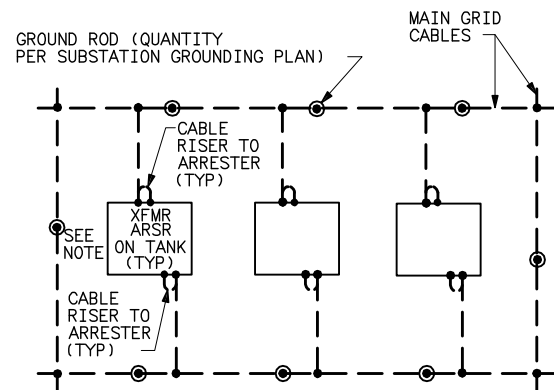 GROUND ROD (QUANTITY
PER SUBSTATION GROUNDING PLAN)
MAIN GRID
CABLES
CABLE
RISER TO
ARRESTER
(TYP)
XFMR
ARSR
ON TANK
(TYP)
SEE
NOTE
CABLE
RISER TO
ARRESTER
(TYP)